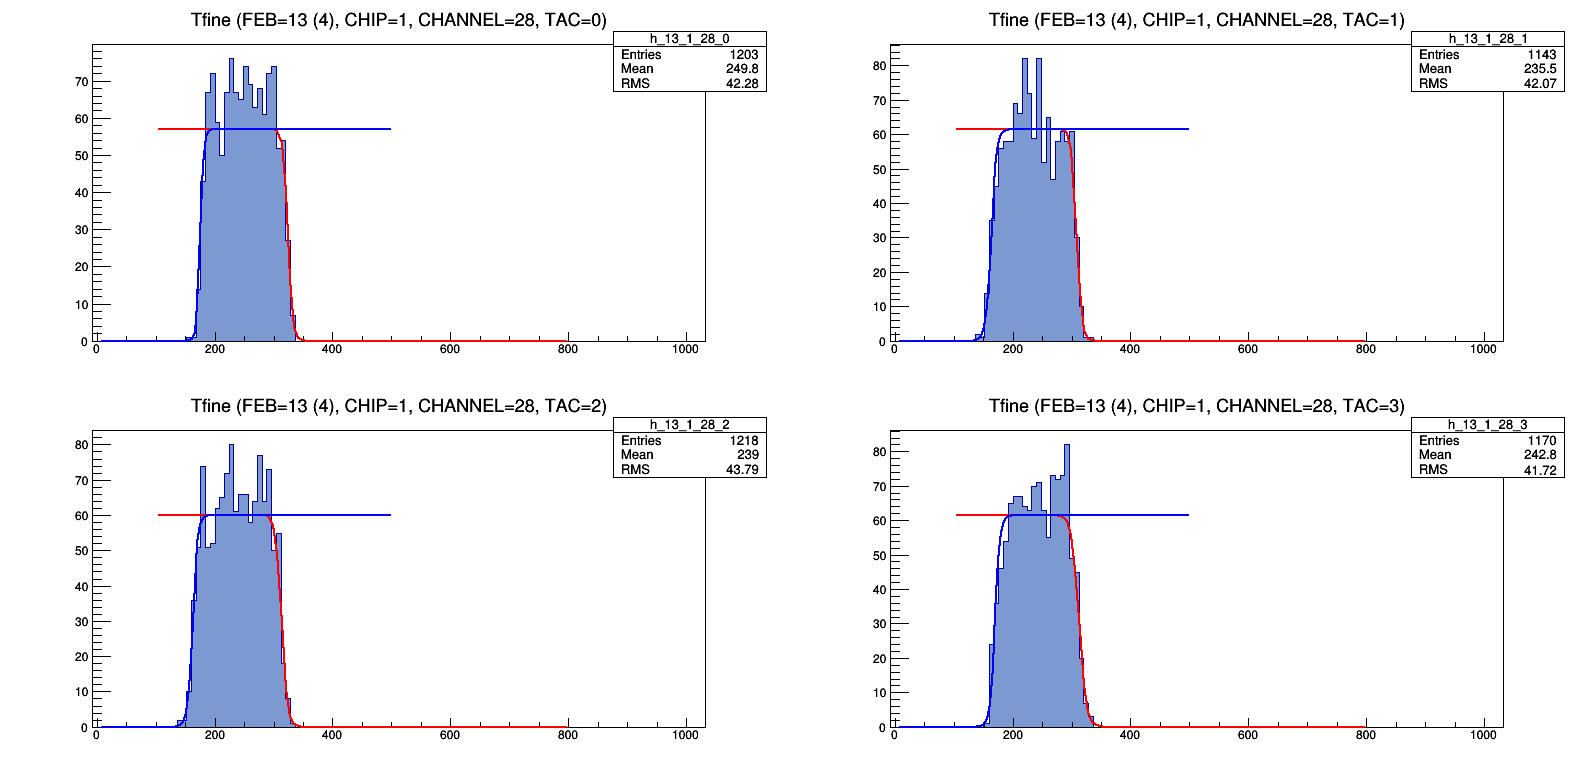 Tfine (FEB=13 (4), CHIP=1, CHANNEL=28, TAC=0)
h_13_1_28_0
Entries 1203
Mean 249.8
RMS 42.28
70
60
50
40
30
20
10
0
0 200 400 600 800 1000
Tfine (FEB=13 (4), CHIP=1, CHANNEL=28, TAC=1)
h_13_1_28_1
Entries 1143
Mean 235.5
RMS 42.07
80
70
60
50
40
30
20
10
0
0 200 400 600 800 1000
Tfine (FEB=13 (4), CHIP=1, CHANNEL=28, TAC=2)
h_13_1_28_2
Entries 1218
Mean 239
RMS 43.79
80
70
60
50
40
30
20
10
0
0 200 400 600 800 1000
Tfine (FEB=13 (4), CHIP=1, CHANNEL=28, TAC=3)
h_13_1_28_3
Entries 1170
Mean 242.8
RMS 41.72
80
70
60
50
40
30
20
10
0
0 200 400 600 800 1000